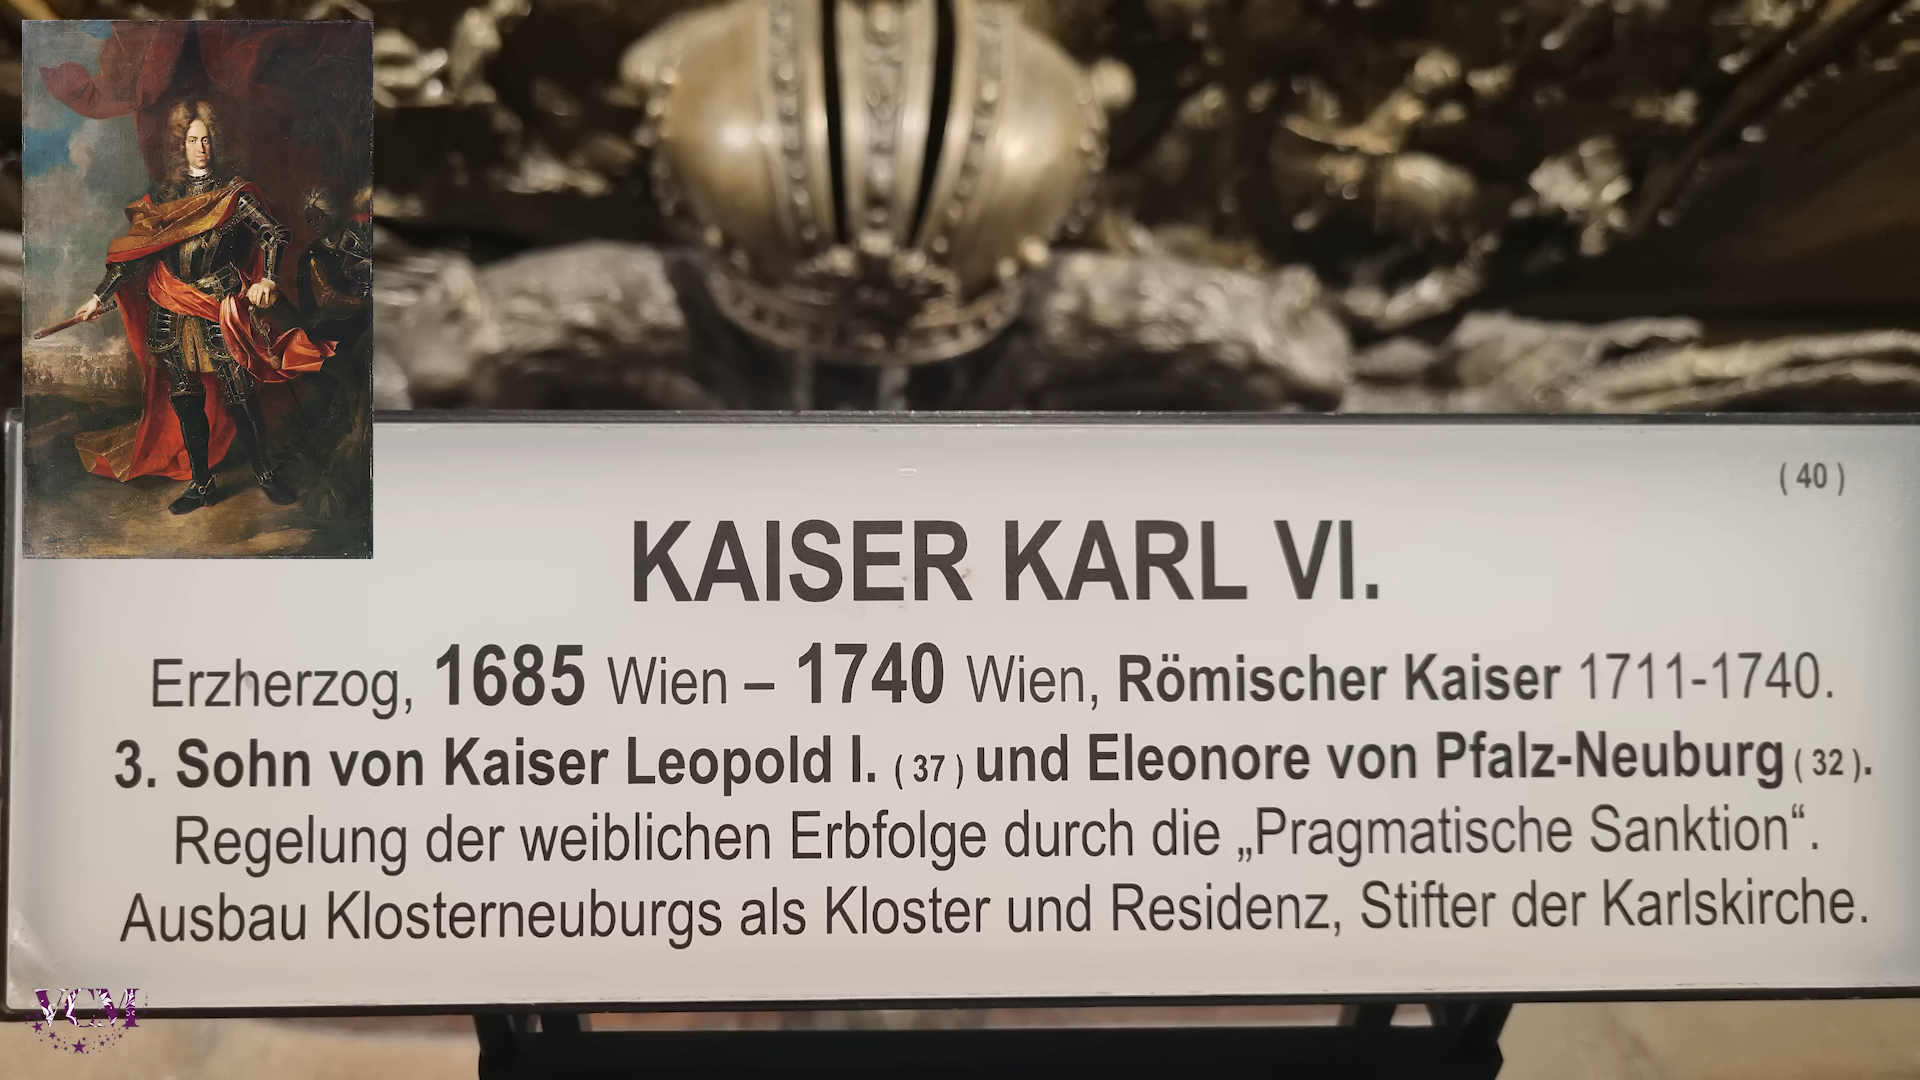 ( 40 )
KAISER KARL VI.
Erzherzog, 1685 Wien – 1740 Wien, Römischer Kaiser 1711-1740.
3. Sohn von Kaiser Leopold I. ( 37 ) und Eleonore von Pfalz-Neuburg ( 32 ).
Regelung der weiblichen Erbfolge durch die „Pragmatische Sanktion“.
Ausbau Klosterneuburgs als Kloster und Residenz, Stifter der Karlskirche.
VCM